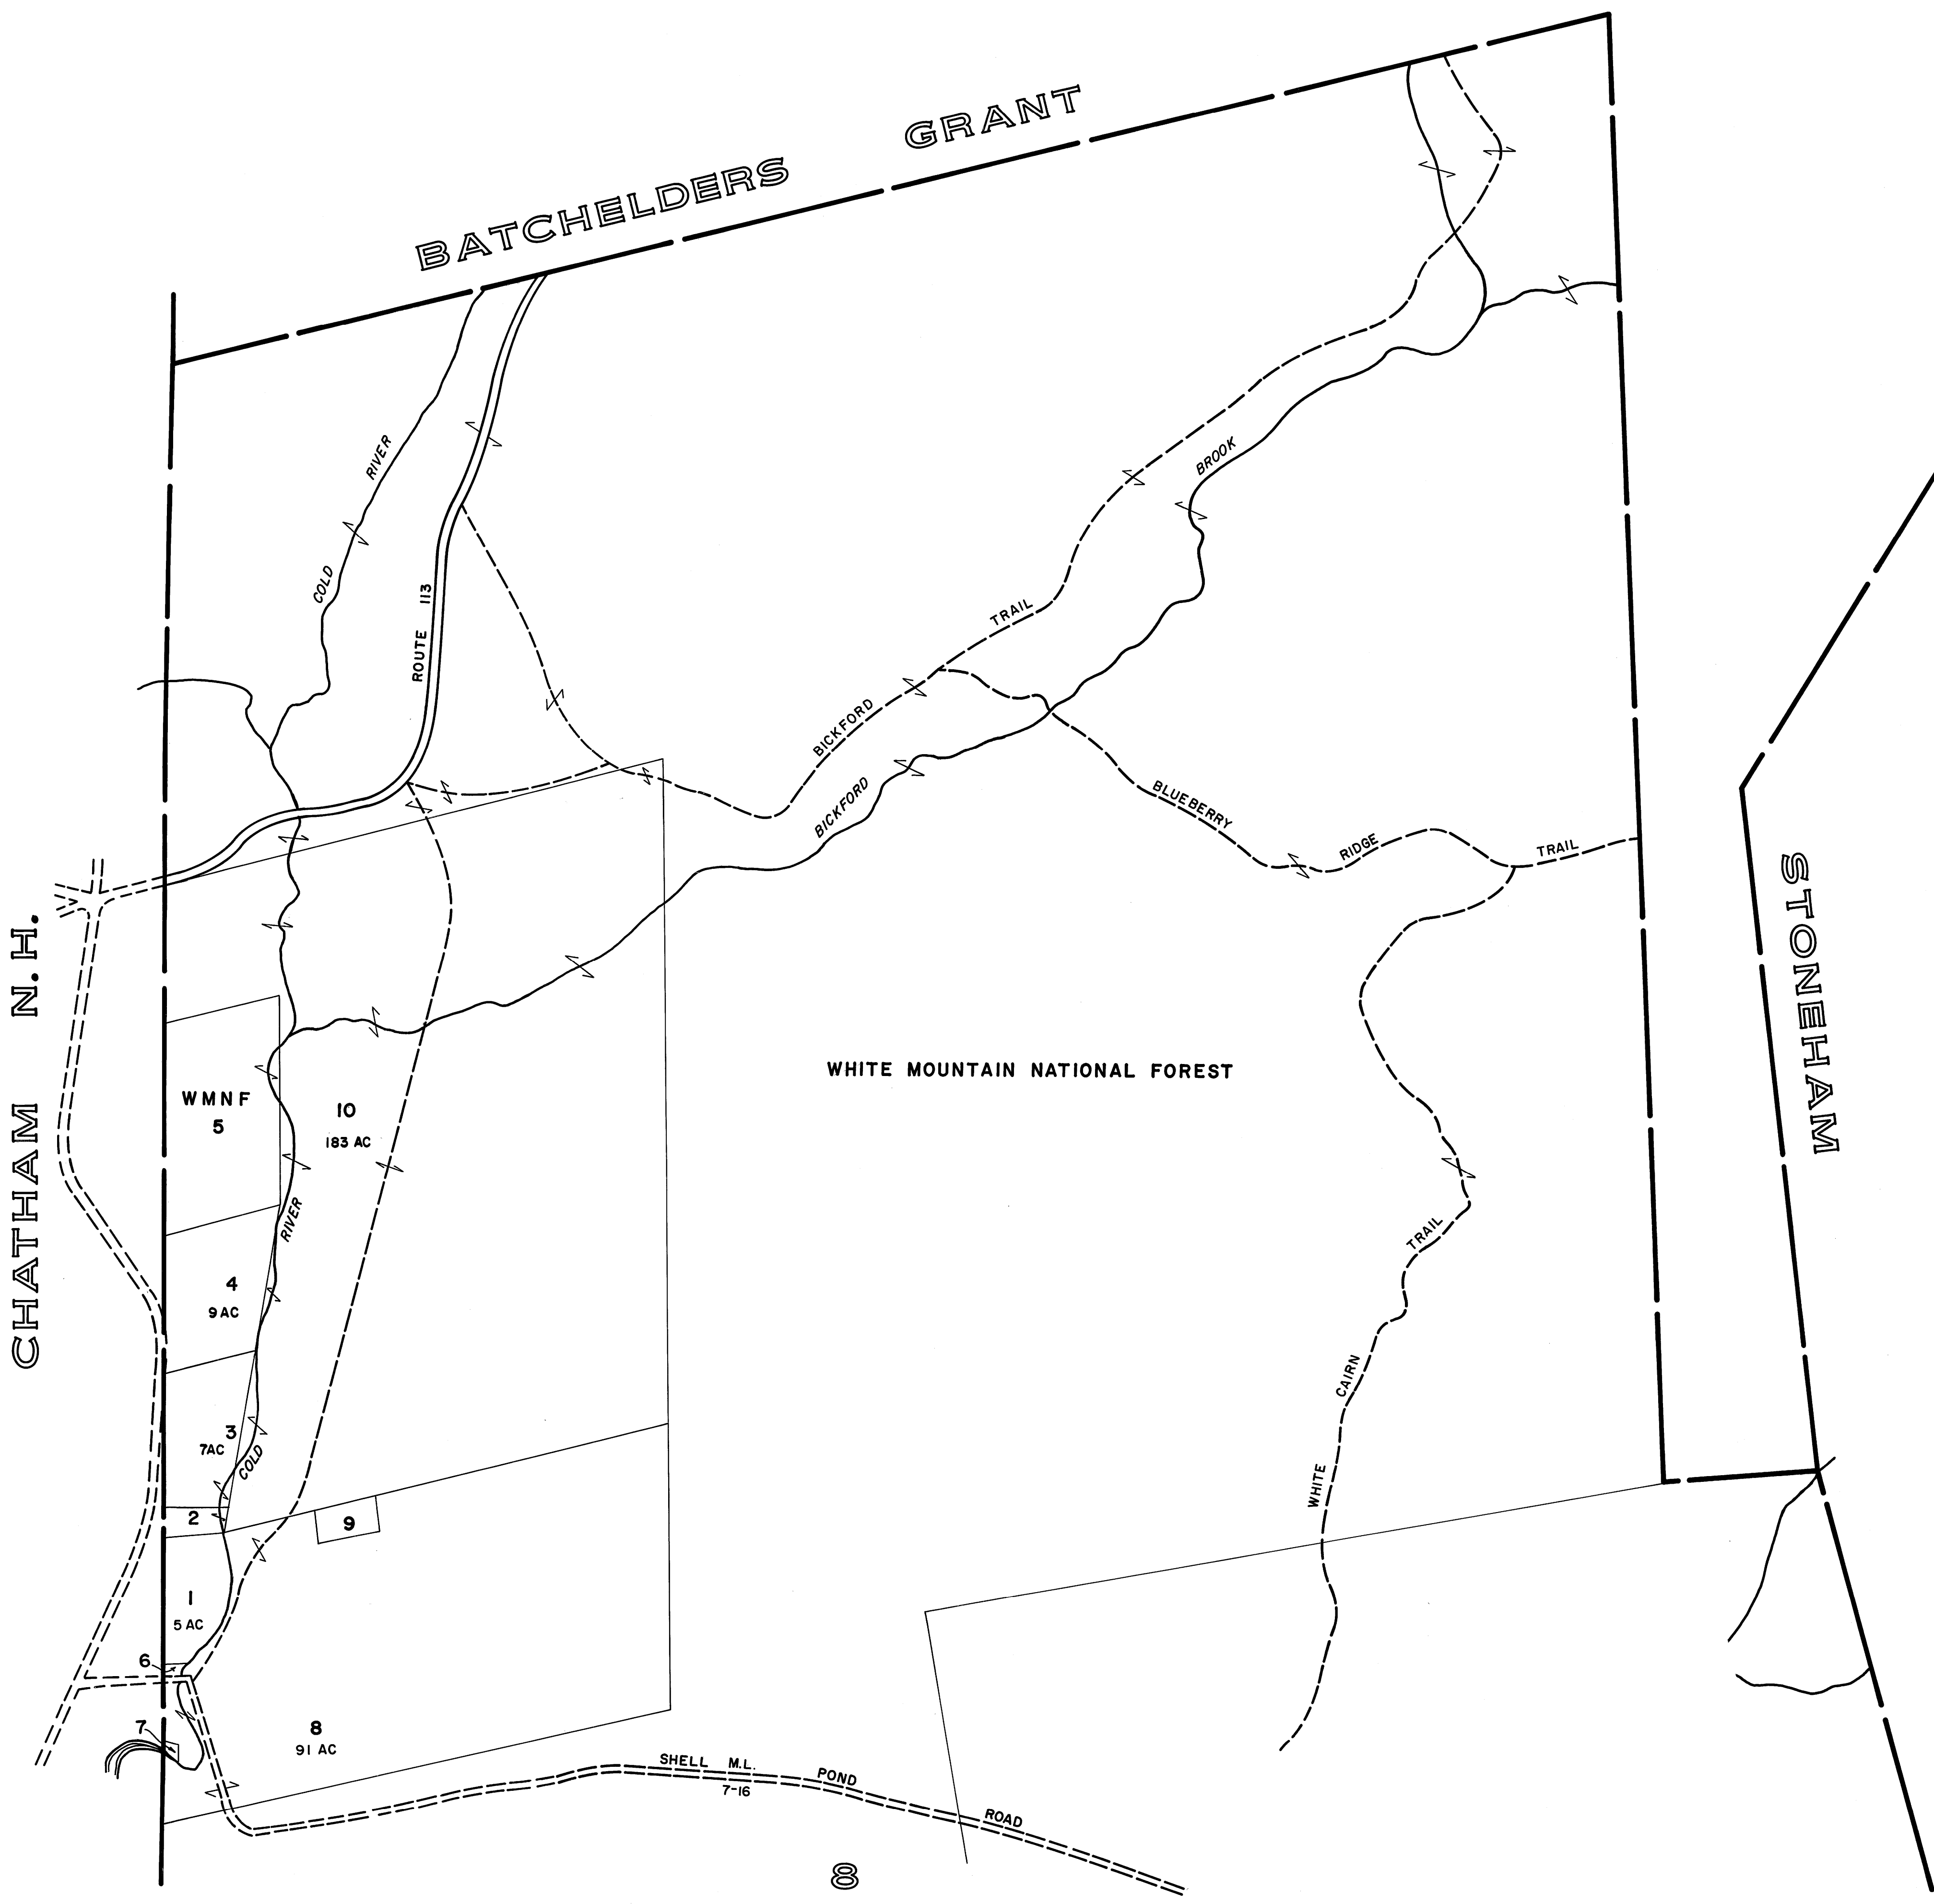 BATCHELDERS GRANT
CHATHAM N.H.
STONEHAM
COLD RIVER
ROUTE 113
BICKFORD TRAIL
BICKFORD BROOK
BLUEBERRY RIDGE TRAIL
WHITE MOUNTAIN NATIONAL FOREST
WHITE CAIRN TRAIL
WMNF
5
10
183 AC
COLD RIVER
4
9 AC
3
7AC
2
9
1
5 AC
6
7
8
91 AC
SHELL M.L. POND ROAD
7-16
8